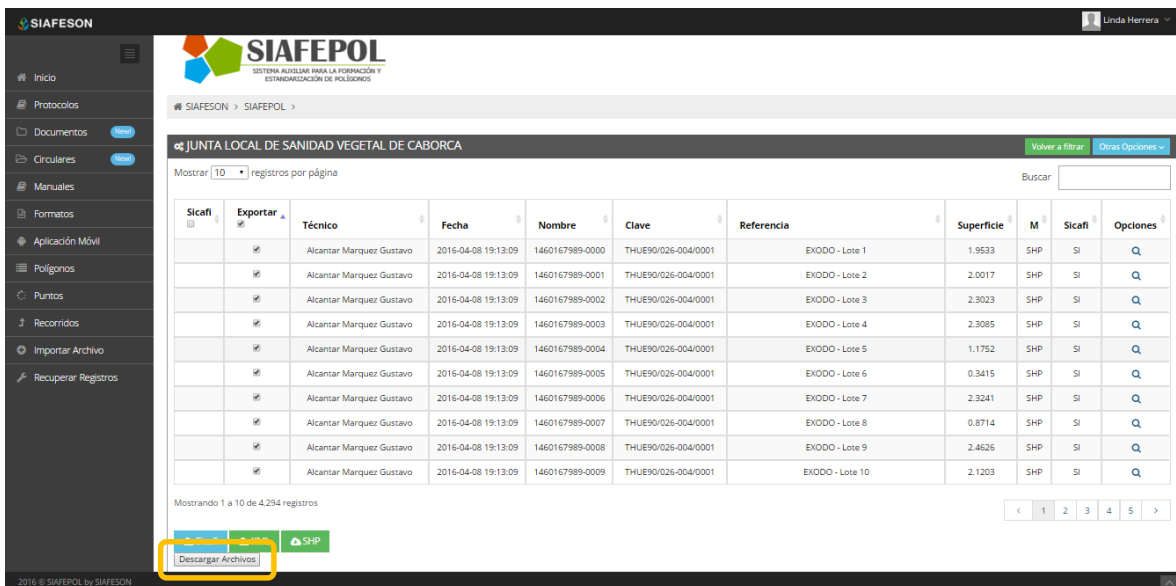 SIAFESON
Linda Herrera
SIAFEPOL
SISTEMA AUXILIAR PARA LA FORMACIÓN Y
ESTANDARIZACIÓN DE POLÍGONOS
Inicio
Protocolos
Documentos New!
Circulares New!
Manuales
Formatos
Aplicación Móvil
Polígonos
Puntos
Recorridos
Importar Archivo
Recuperar Registros
SIAFESON > SIAFEPOL >
JUNTA LOCAL DE SANIDAD VEGETAL DE CABORCA
Volver a filtrar Otras Opciones
Mostrar 10 registros por página
Buscar
Sicafi Exportar Técnico Fecha Nombre Clave Referencia Superficie M Sicafi Opciones
Alcantar Marquez Gustavo 2016-04-08 19:13:09 1460167989-0000 THUE90/026-004/0001 EXODO - Lote 1 1.9533 SHP SI
Alcantar Marquez Gustavo 2016-04-08 19:13:09 1460167989-0001 THUE90/026-004/0001 EXODO - Lote 2 2.0017 SHP SI
Alcantar Marquez Gustavo 2016-04-08 19:13:09 1460167989-0002 THUE90/026-004/0001 EXODO - Lote 3 2.3023 SHP SI
Alcantar Marquez Gustavo 2016-04-08 19:13:09 1460167989-0003 THUE90/026-004/0001 EXODO - Lote 4 2.3085 SHP SI
Alcantar Marquez Gustavo 2016-04-08 19:13:09 1460167989-0004 THUE90/026-004/0001 EXODO - Lote 5 1.1752 SHP SI
Alcantar Marquez Gustavo 2016-04-08 19:13:09 1460167989-0005 THUE90/026-004/0001 EXODO - Lote 6 0.3415 SHP SI
Alcantar Marquez Gustavo 2016-04-08 19:13:09 1460167989-0006 THUE90/026-004/0001 EXODO - Lote 7 2.3241 SHP SI
Alcantar Marquez Gustavo 2016-04-08 19:13:09 1460167989-0007 THUE90/026-004/0001 EXODO - Lote 8 0.8714 SHP SI
Alcantar Marquez Gustavo 2016-04-08 19:13:09 1460167989-0008 THUE90/026-004/0001 EXODO - Lote 9 2.4626 SHP SI
Alcantar Marquez Gustavo 2016-04-08 19:13:09 1460167989-0009 THUE90/026-004/0001 EXODO - Lote 10 2.1203 SHP SI
Mostrando 1 a 10 de 4,294 registros
< 1 2 3 4 5 >
SHP
Descargar Archivos
2016 © SIAFEPOL by SIAFESON